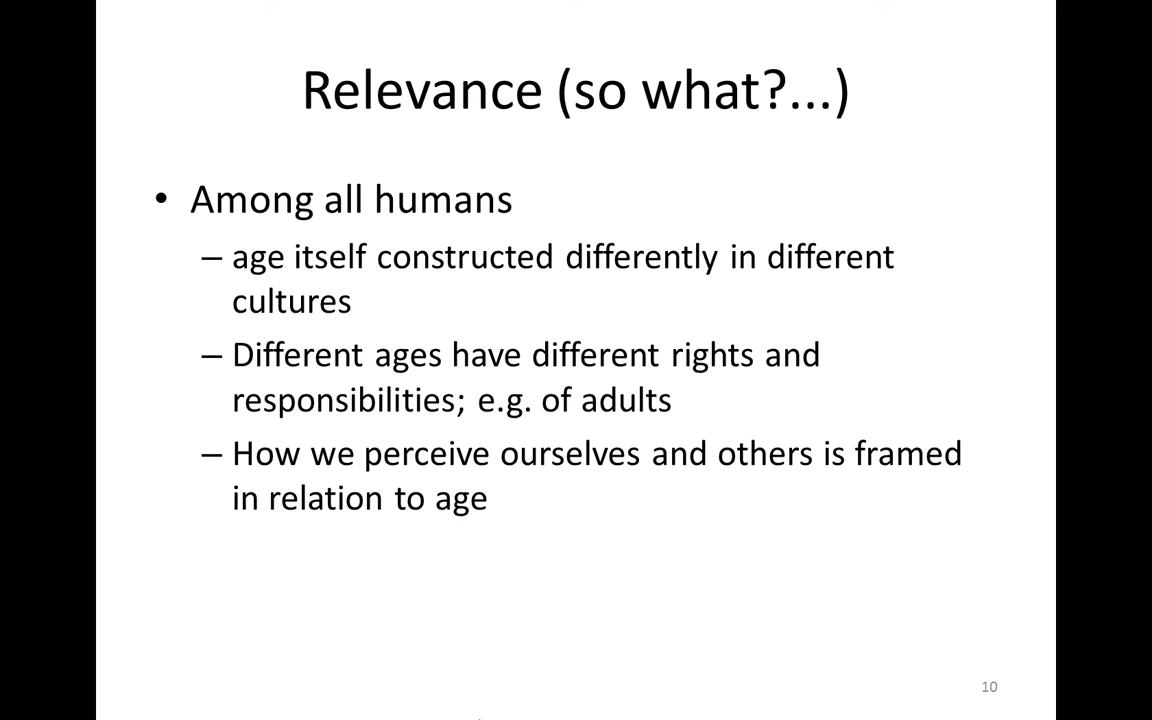 Relevance (so what?...)
• Among all humans
– age itself constructed differently in different
cultures
– Different ages have different rights and
responsibilities; e.g. of adults
– How we perceive ourselves and others is framed
in relation to age
10